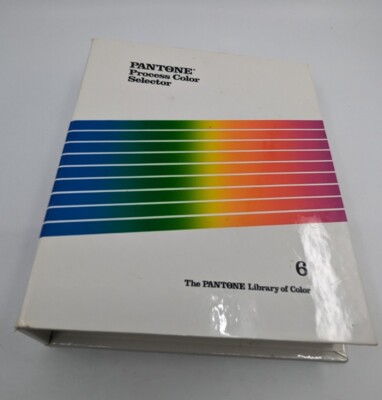 PANTONE®
Process Color
Selector
6
The PANTONE Library of Color